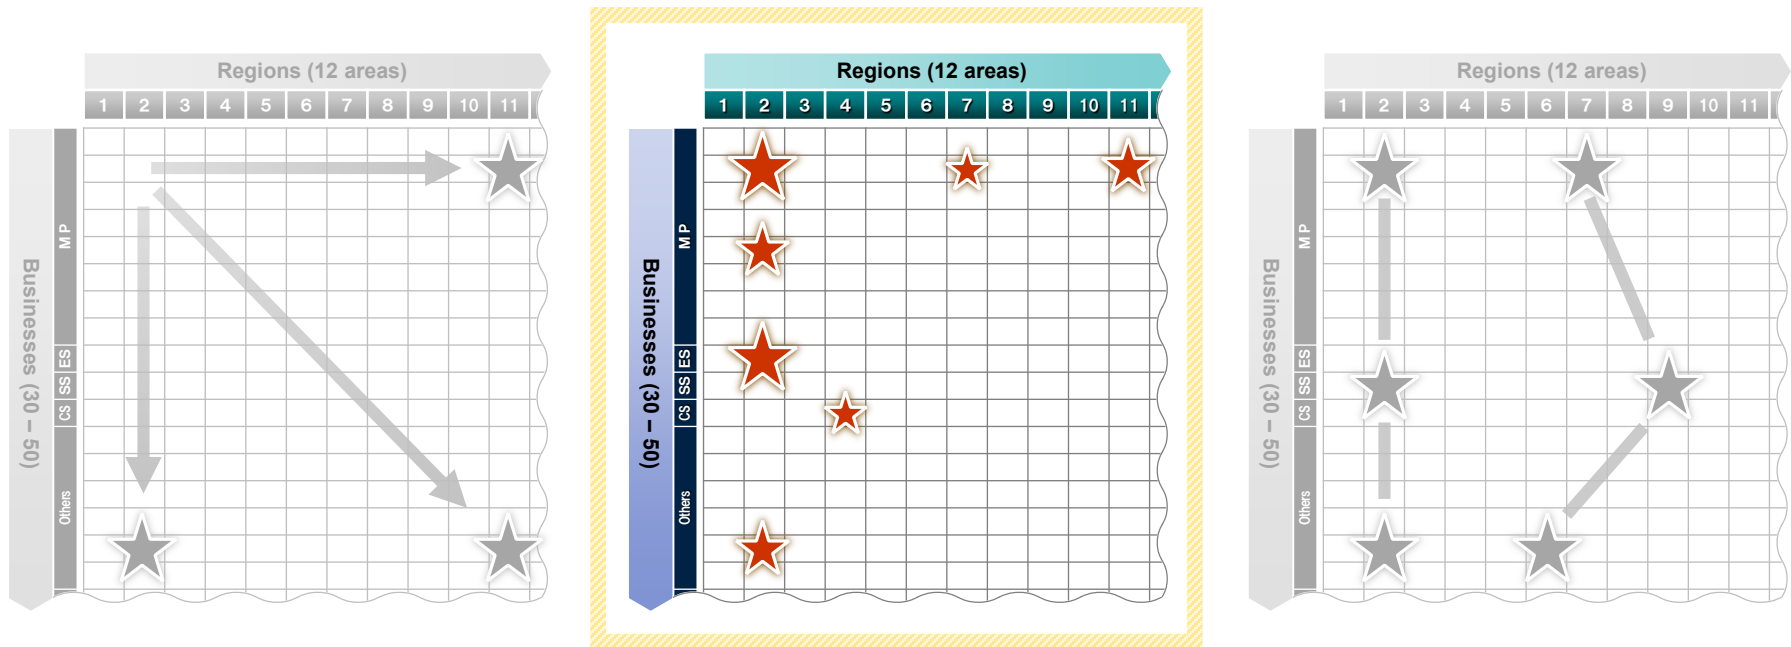 Regions (12 areas)
1 2 3 4 5 6 7 8 9 10 11
Businesses (30 – 50)
M P
ES
SS
CS
Others
Regions (12 areas)
1 2 3 4 5 6 7 8 9 10 11
Businesses (30 – 50)
M P
ES
SS
CS
Others
Regions (12 areas)
1 2 3 4 5 6 7 8 9 10 11
Businesses (30 – 50)
M P
ES
SS
CS
Others